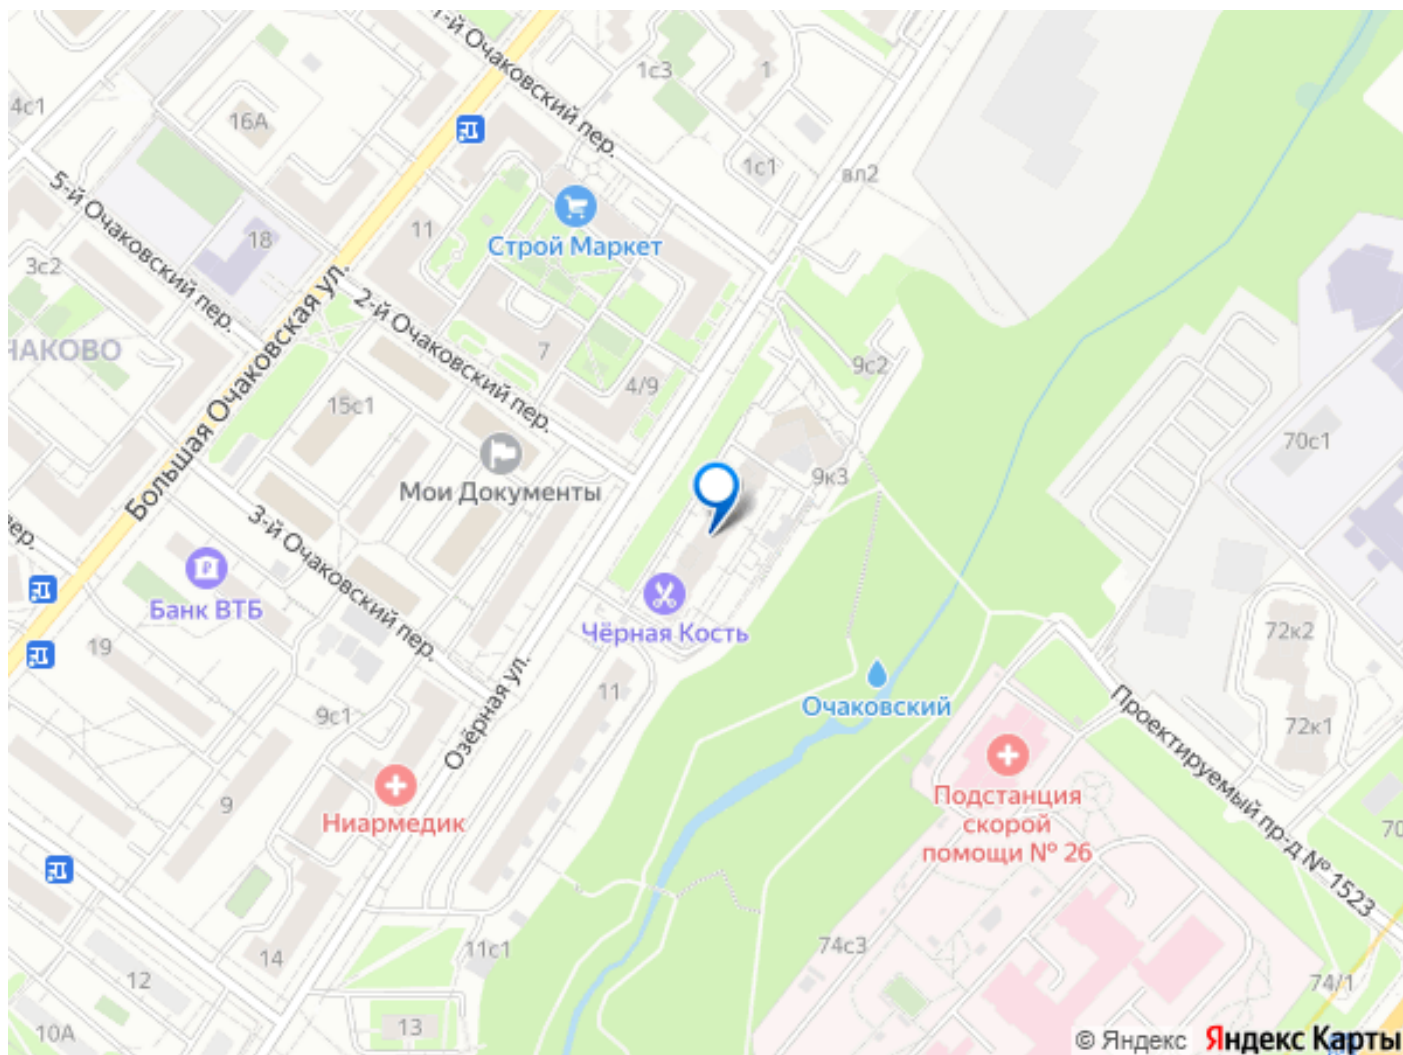 1-й Очаковский пер.
1с3
1
4с1
16А
1с1
вл2
5-й Очаковский пер.
11
Строй Маркет
18
3с2
2-й Очаковский пер.
7
9с2
4/9
Большая Очаковская ул.
15с1
70с1
Мои Документы
9к3
3-й Очаковский пер.
пер.
Банк ВТБ
Чёрная Кость
72к2
19
11
Озёрная ул.
Очаковский
9с1
Проектируемый пр-д № 1523
72к1
Подстанция
скорой
помощи № 26
9
Ниармедик
70
11с1
74с3
14
12
74/1
10А
13
© Яндекс Яндекс Карты